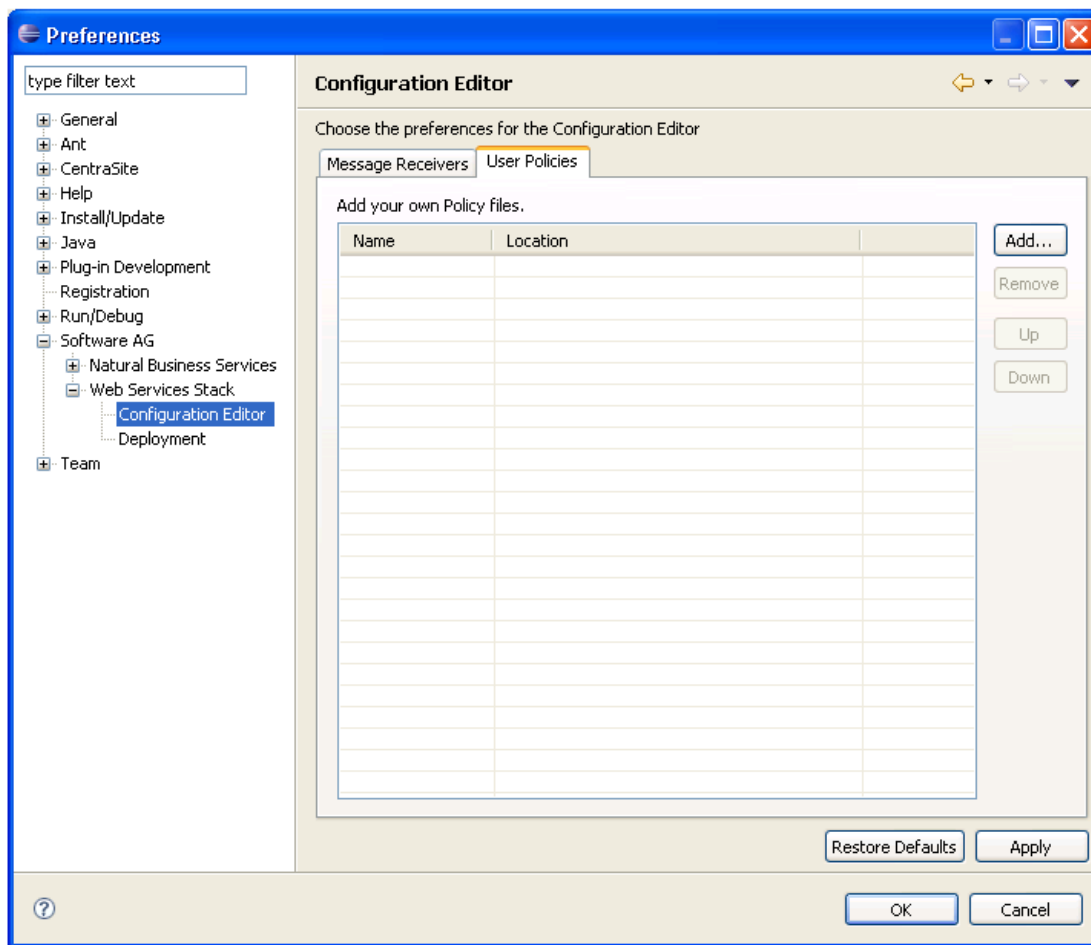 Preferences
type filter text
General
Ant
CentraSite
Help
Install/Update
Java
Plug-in Development
Registration
Run/Debug
Software AG
Natural Business Services
Web Services Stack
Configuration Editor
Deployment
Team
Configuration Editor
Choose the preferences for the Configuration Editor
Message Receivers User Policies
Add your own Policy files.
Name Location
Add...
Remove
Up
Down
Restore Defaults Apply
OK Cancel